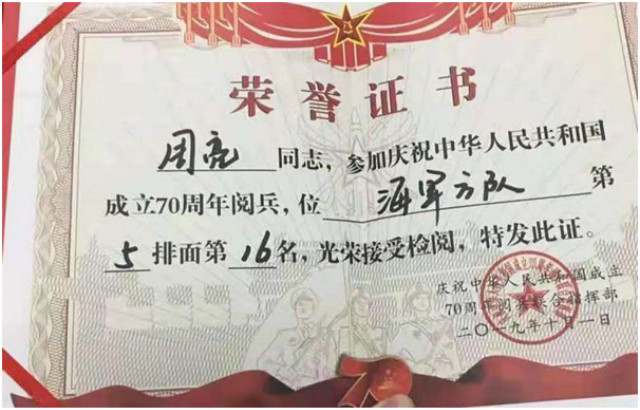 荣誉证书
周亮同志，参加庆祝中华人民共和国
成立70周年阅兵，位海军方队第
5排面第16名，光荣接受检阅，特发此证。
庆祝中华人民共和国成立
70周年阅兵联合指挥部
二〇一九年十月一日